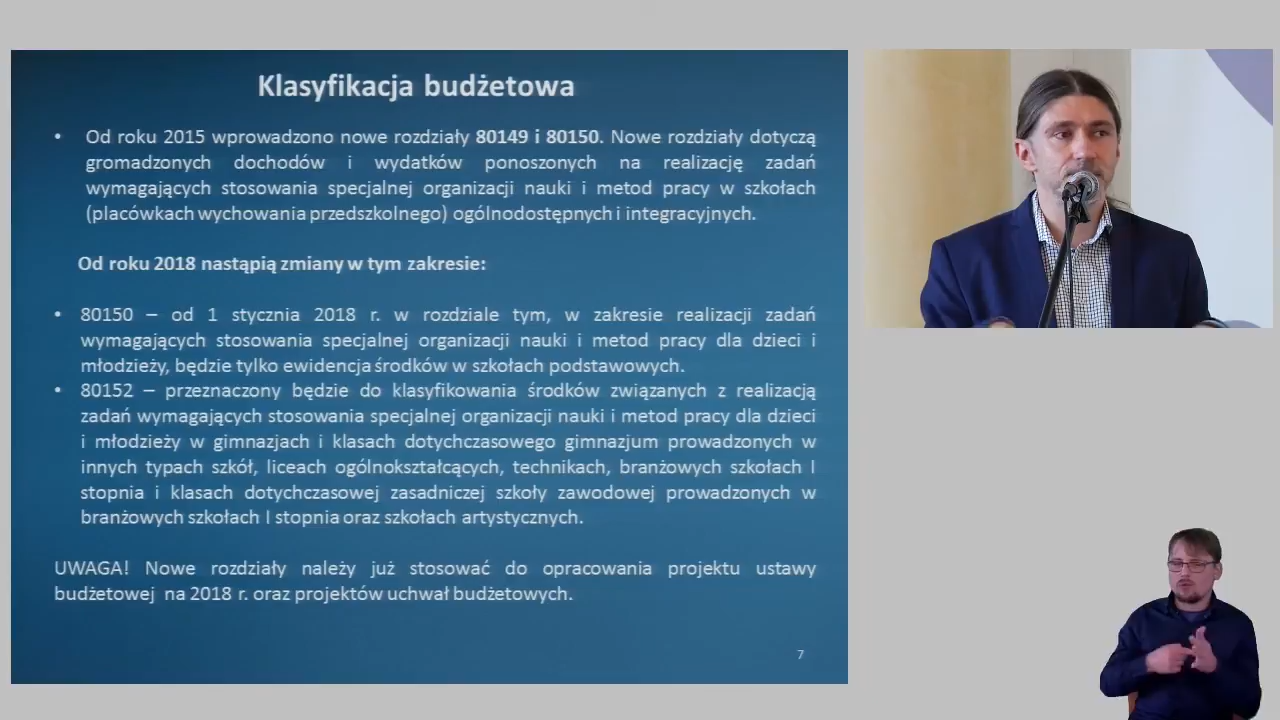 Klasyfikacja budżetowa
• Od roku 2015 wprowadzono nowe rozdziały 80149 i 80150. Nowe rozdziały dotyczą
gromadzonych dochodów i wydatków ponoszonych na realizację zadań
wymagających stosowania specjalnej organizacji nauki i metod pracy w szkołach
(placówkach wychowania przedszkolnego) ogólnodostępnych i integracyjnych.
Od roku 2018 nastąpią zmiany w tym zakresie:
• 80150 – od 1 stycznia 2018 r. w rozdziale tym, w zakresie realizacji zadań
wymagających stosowania specjalnej organizacji nauki i metod pracy dla dzieci i
młodzieży, będzie tylko ewidencja środków w szkołach podstawowych.
• 80152 – przeznaczony będzie do klasyfikowania środków związanych z realizacją
zadań wymagających stosowania specjalnej organizacji nauki i metod pracy dla dzieci
i młodzieży w gimnazjach i klasach dotychczasowego gimnazjum prowadzonych w
innych typach szkół, liceach ogólnokształcących, technikach, branżowych szkołach I
stopnia i klasach dotychczasowej zasadniczej szkoły zawodowej prowadzonych w
branżowych szkołach I stopnia oraz szkołach artystycznych.
UWAGA! Nowe rozdziały należy już stosować do opracowania projektu ustawy
budżetowej na 2018 r. oraz projektów uchwał budżetowych.
7